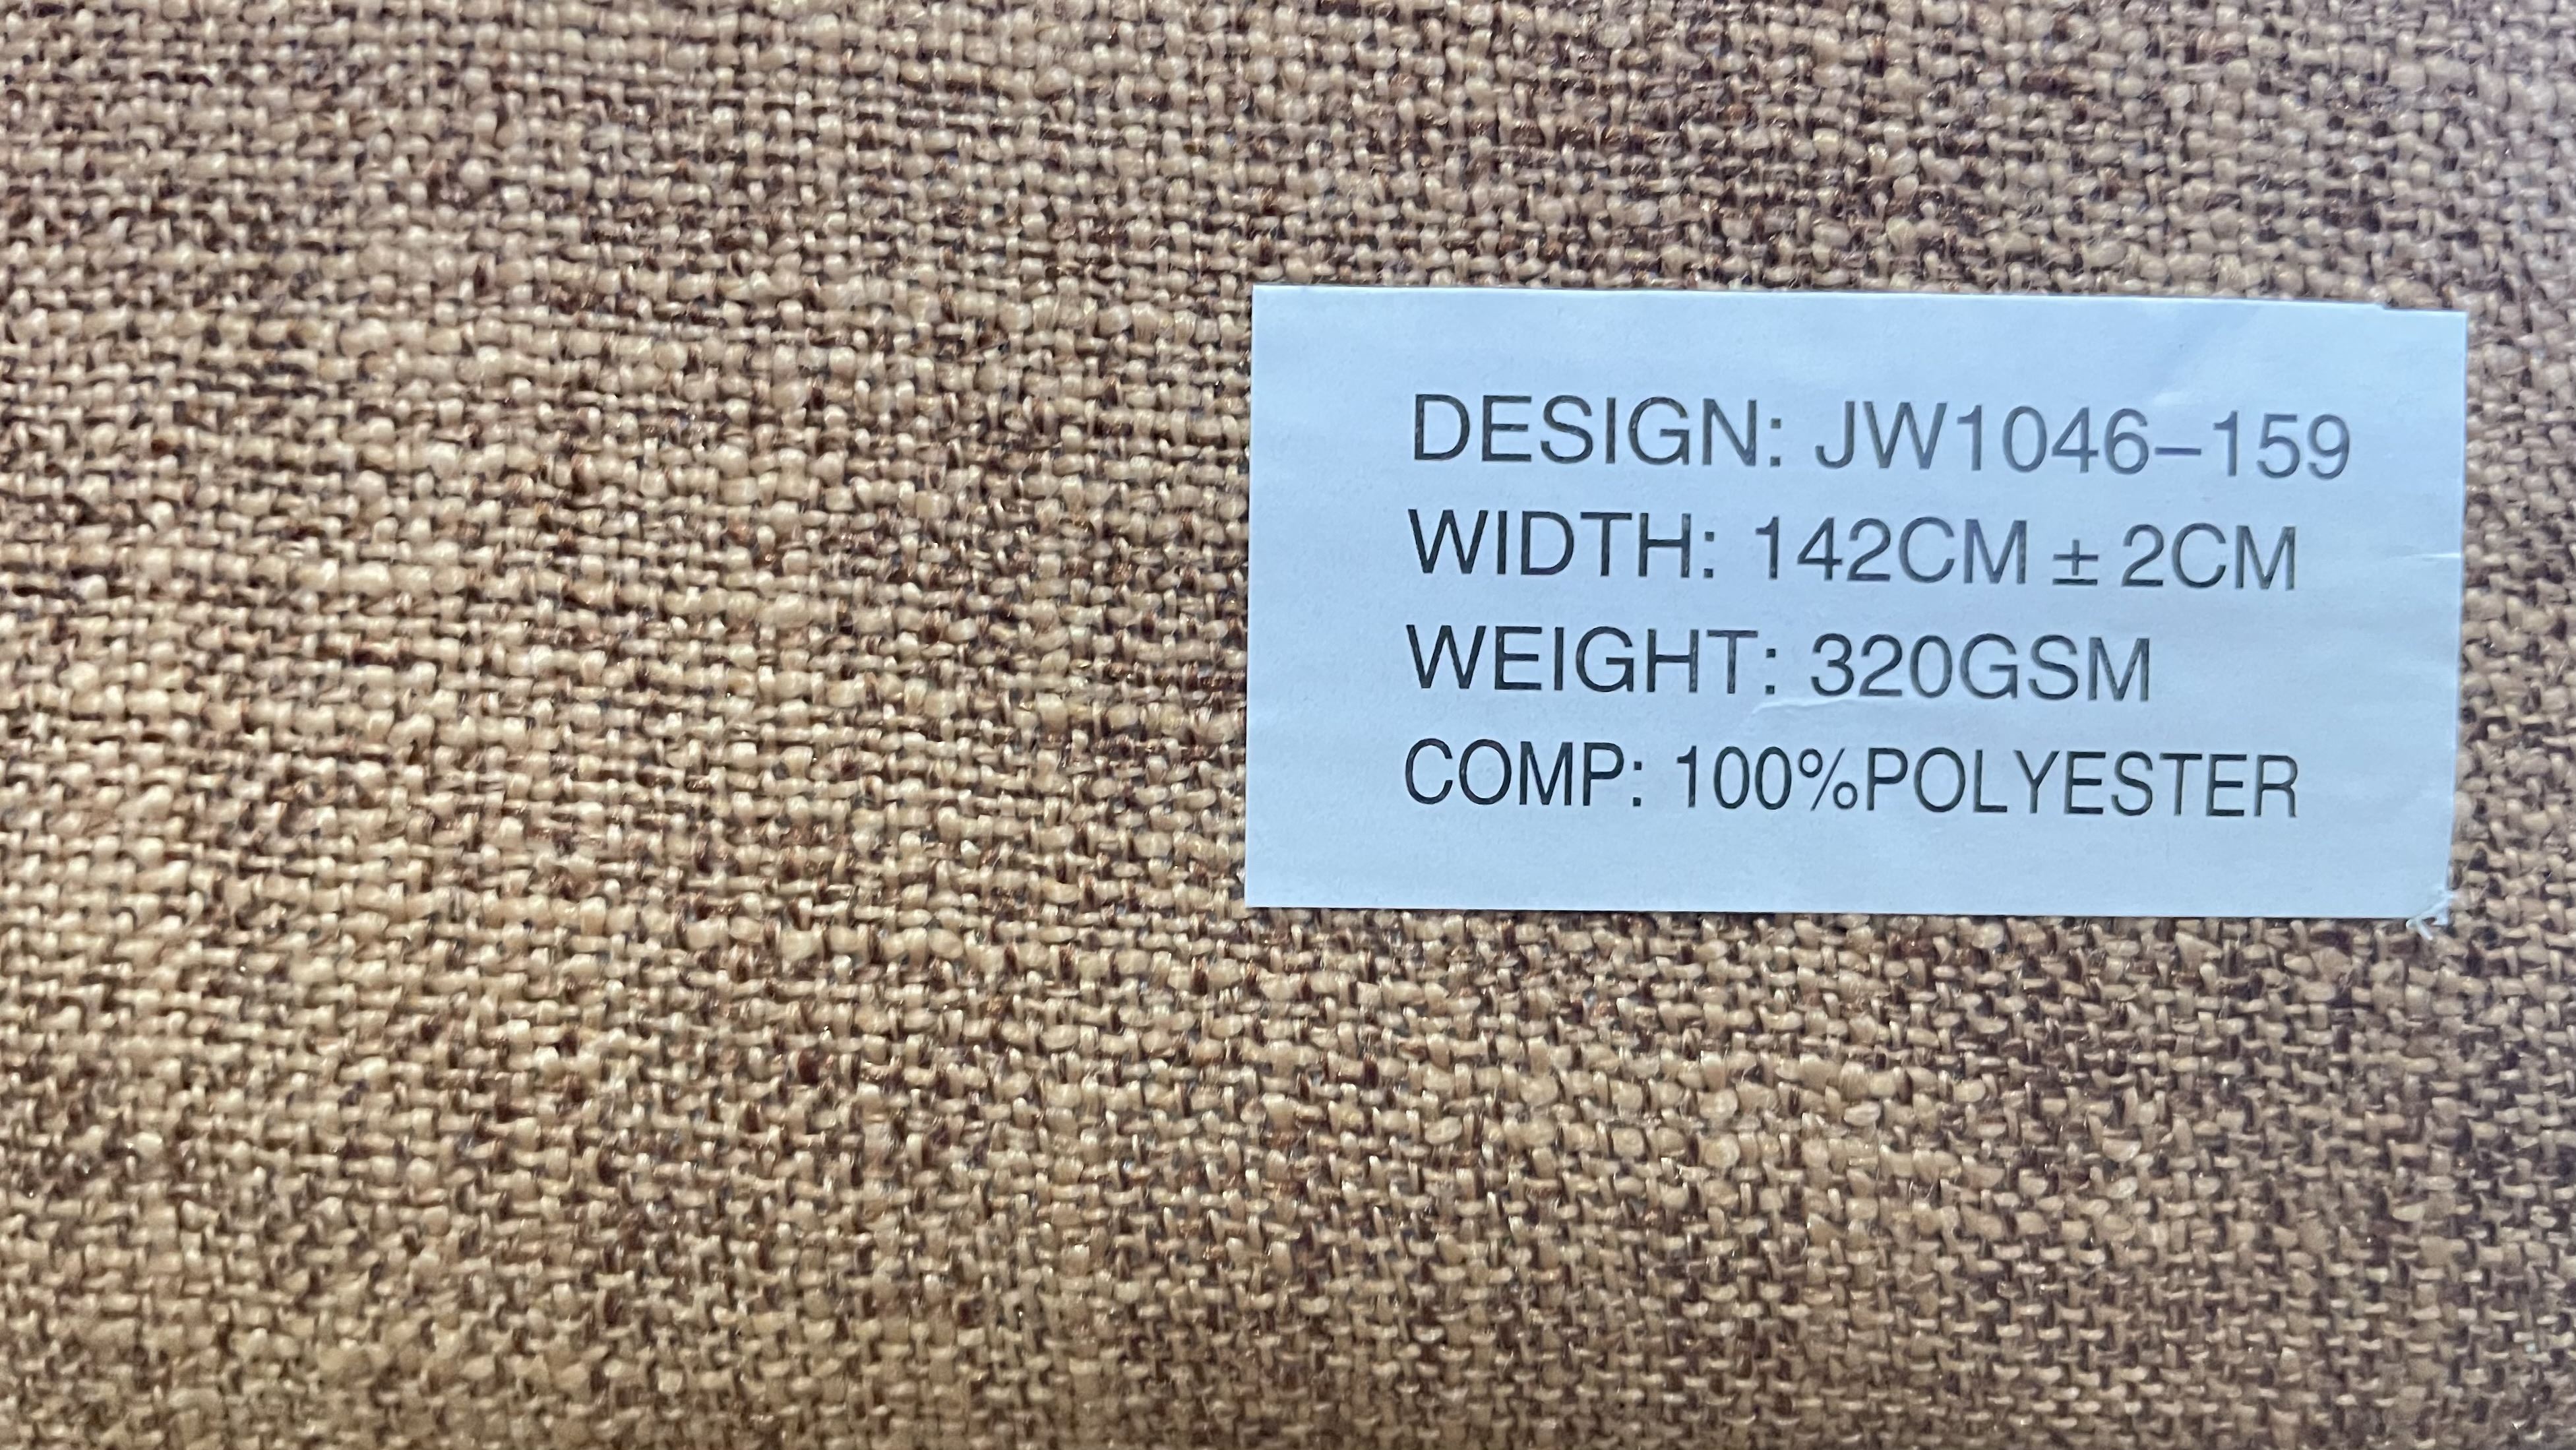 DESIGN: JW1046-159
WIDTH: 142CM ± 2CM
WEIGHT: 320GSM
COMP: 100%POLYESTER